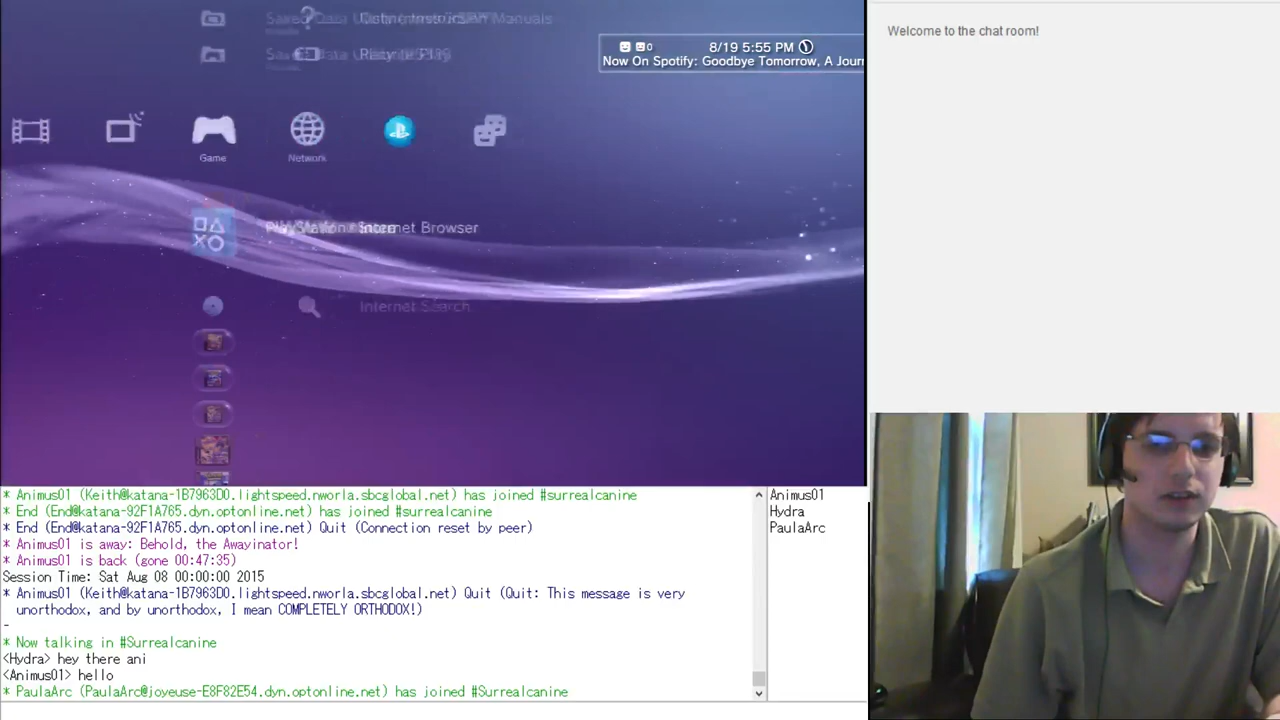 8/19 5:55 PM
Now On Spotify: Goodbye Tomorrow, A Jour
Game
Network
Internet Browser
Internet Search
Welcome to the chat room!
* Animus01 (Keith@katana-1B7963D0.lightspeed.nworla.sbcglobal.net) has joined #surrealcanine
* End (End@katana-92F1A765.dyn.optonline.net) has joined #surrealcanine
* End (End@katana-92F1A765.dyn.optonline.net) Quit (Connection reset by peer)
* Animus01 is away: Behold, the Awayinator!
* Animus01 is back (gone 00:47:35)
Session Time: Sat Aug 08 00:00:00 2015
* Animus01 (Keith@katana-1B7963D0.lightspeed.nworla.sbcglobal.net) Quit (Quit: This message is very
unorthodox, and by unorthodox, I mean COMPLETELY ORTHODOX!)
-
* Now talking in #Surrealcanine
<Hydra> hey there ani
<Animus01> hello
* PaulaArc (PaulaArc@joyeuse-E8F82E54.dyn.optonline.net) has joined #Surrealcanine
Animus01
Hydra
PaulaArc